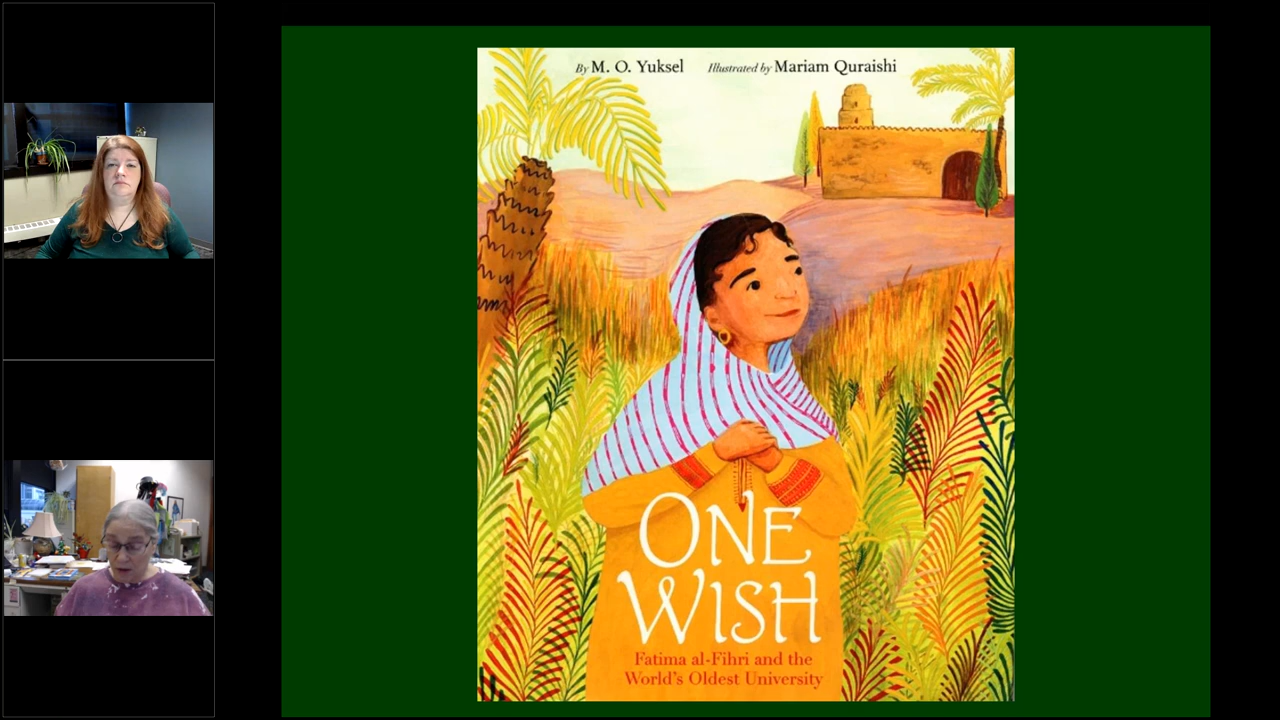 By M. O. Yuksel Illustrated by Mariam Quraishi
ONE
WISH
Fatima al-Fihri and the
World's Oldest University